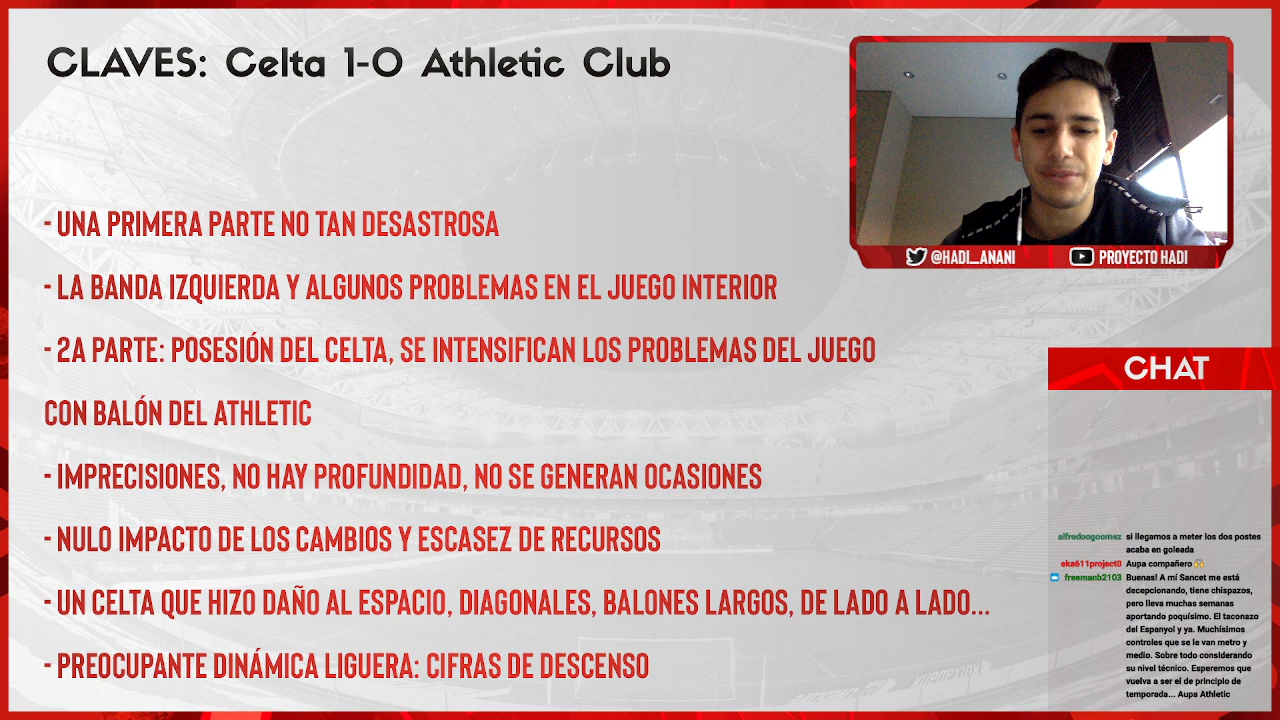 CLAVES: Celta 1-0 Athletic Club
- UNA PRIMERA PARTE NO TAN DESASTROSA
- LA BANDA IZQUIERDA Y ALGUNOS PROBLEMAS EN EL JUEGO INTERIOR
- 2A PARTE: POSESIÓN DEL CELTA, SE INTENSIFICAN LOS PROBLEMAS DEL JUEGO
CON BALÓN DEL ATHLETIC
- IMPRECISIONES, NO HAY PROFUNDIDAD, NO SE GENERAN OCASIONES
- NULO IMPACTO DE LOS CAMBIOS Y ESCASEZ DE RECURSOS
- UN CELTA QUE HIZO DAÑO AL ESPACIO, DIAGONALES, BALONES LARGOS, DE LADO A LADO...
- PREOCUPANTE DINÁMICA LIGUERA: CIFRAS DE DESCENSO
@HADI_ANANI PROYECTO HADI
CHAT
alfredoogoomez si llegamos a meter los dos postes
acaba en goleada
eka611project0 Aupa compañero
freemanb2103 Buenas! A mí Sancet me está
decepcionando, tiene chispazos,
pero lleva muchas semanas
aportando poquísimo. El taconazo
del Espanyol y ya. Muchísimos
controles que se le van metro y
medio. Sobre todo considerando
su nivel técnico. Esperemos que
vuelva a ser el de principio de
temporada... Aupa Athletic